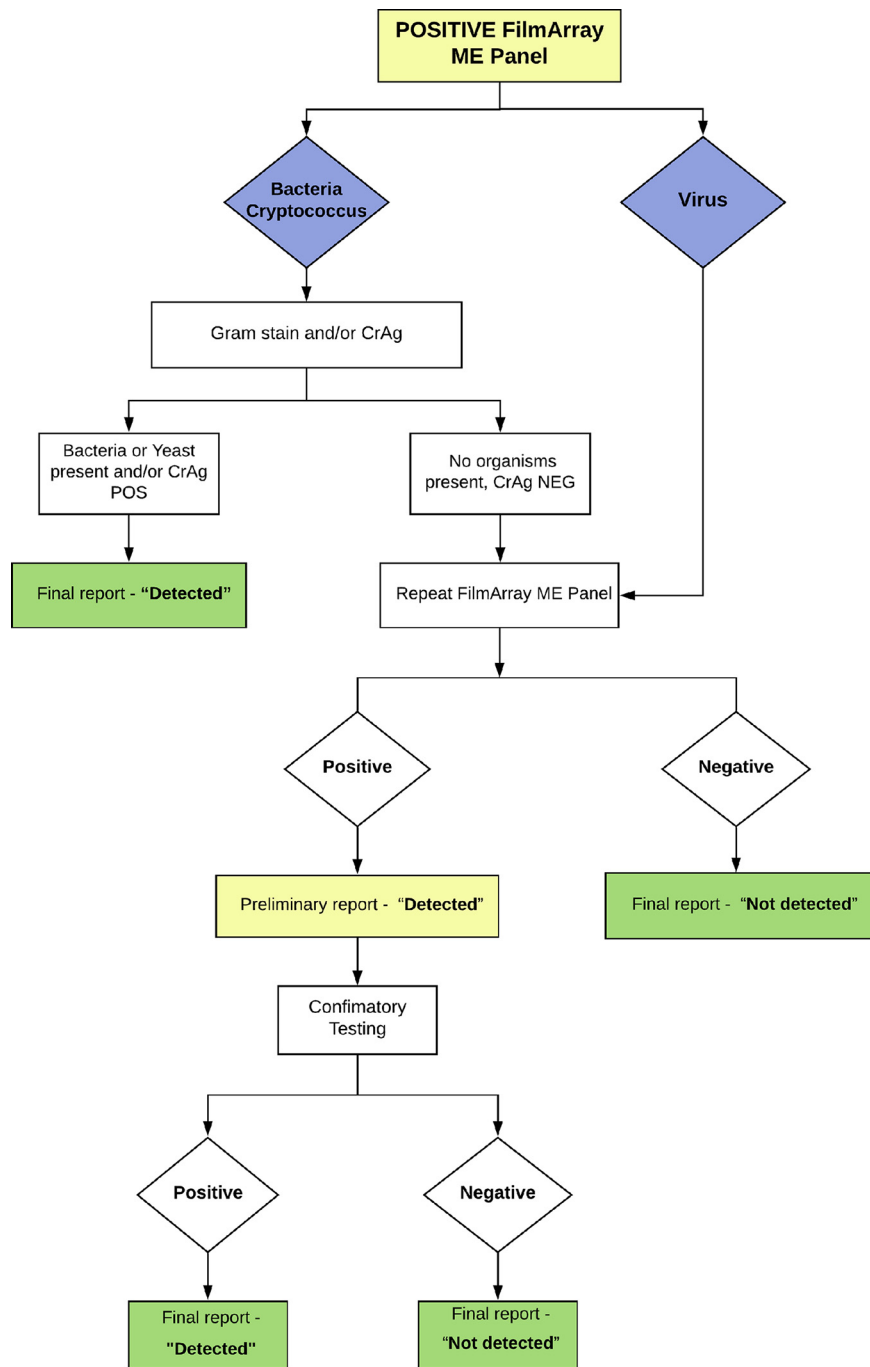 POSITIVE FilmArray
ME Panel
Bacteria
Cryptococcus
Virus
Gram stain and/or CrAg
Bacteria or Yeast
present and/or CrAg
POS
No organisms
present, CrAg NEG
Final report - “Detected”
Repeat FilmArray ME Panel
Positive
Negative
Preliminary report - “Detected”
Final report - “Not detected”
Confimatory
Testing
Positive
Negative
Final report -
"Detected"
Final report -
“Not detected”